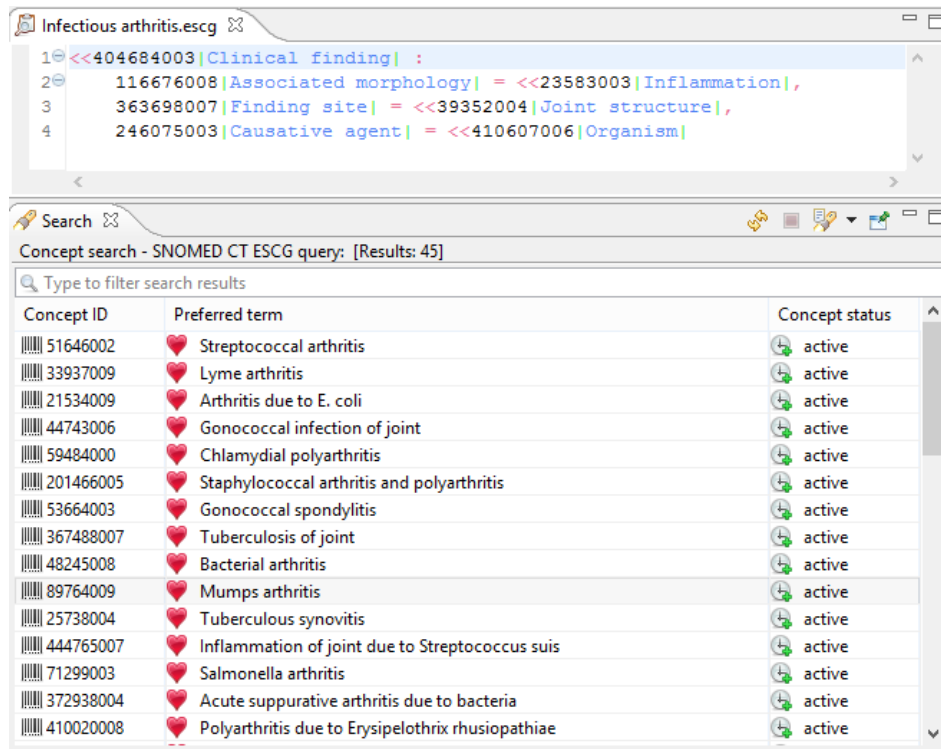 Infectious arthritis.escg
1 <<404684003|Clinical finding| :
2 116676008|Associated morphology| = <<23583003|Inflammation|,
3 363698007|Finding site| = <<39352004|Joint structure|,
4 246075003|Causative agent| = <<410607006|Organism|
Search
Concept search - SNOMED CT ESCG query: [Results: 45]
Type to filter search results
Concept ID Preferred term Concept status
51646002 Streptococcal arthritis active
33937009 Lyme arthritis active
21534009 Arthritis due to E. coli active
44743006 Gonococcal infection of joint active
59484000 Chlamydial polyarthritis active
201466005 Staphylococcal arthritis and polyarthritis active
53664003 Gonococcal spondylitis active
367488007 Tuberculosis of joint active
48245008 Bacterial arthritis active
89764009 Mumps arthritis active
25738004 Tuberculous synovitis active
444765007 Inflammation of joint due to Streptococcus suis active
71299003 Salmonella arthritis active
372938004 Acute suppurative arthritis due to bacteria active
410020008 Polyarthritis due to Erysipelothrix rhusiopathiae active